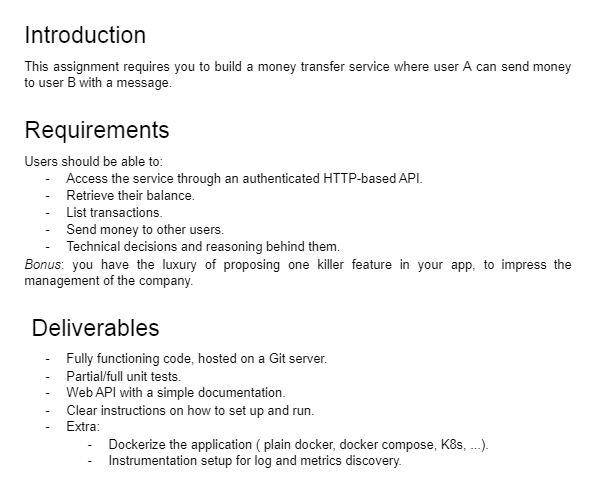 Introduction
This assignment requires you to build a money transfer service where user A can send money
to user B with a message.
Requirements
Users should be able to:
- Access the service through an authenticated HTTP-based API.
- Retrieve their balance.
- List transactions.
- Send money to other users.
- Technical decisions and reasoning behind them.
Bonus: you have the luxury of proposing one killer feature in your app, to impress the
management of the company.
Deliverables
- Fully functioning code, hosted on a Git server.
- Partial/full unit tests.
- Web API with a simple documentation.
- Clear instructions on how to set up and run.
- Extra:
- Dockerize the application ( plain docker, docker compose, K8s, ...).
- Instrumentation setup for log and metrics discovery.